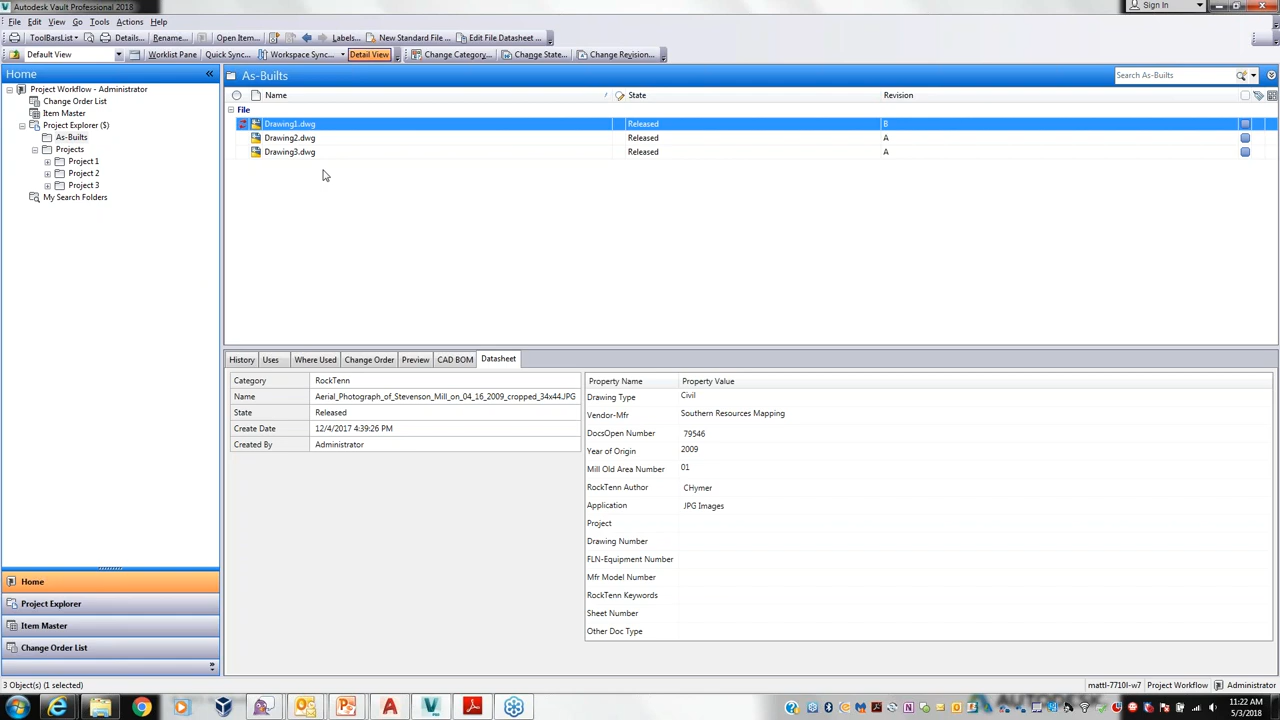 Autodesk Vault Professional 2018
Sign In
File Edit View Go Tools Actions Help
ToolBarsList Details... Rename... Open Item... Labels... New Standard File ... Edit File Datasheet ...
Default View Worklist Pane Quick Sync... Workspace Sync... Detail View Change Category... Change State... Change Revision...
Home
As-Builts
Search As-Builts
Project Workflow - Administrator
Change Order List
Item Master
Project Explorer ($)
As-Builts
Projects
Project 1
Project 2
Project 3
My Search Folders
Name State Revision
File
Drawing1.dwg Released B
Drawing2.dwg Released A
Drawing3.dwg Released A
History Uses Where Used Change Order Preview CAD BOM Datasheet
Category RockTenn
Name Aerial_Photograph_of_Stevenson_Mill_on_04_16_2009_cropped_34x44.JPG
State Released
Create Date 12/4/2017 4:39:26 PM
Created By Administrator
Property Name Property Value
Drawing Type Civil
Vendor-Mfr Southern Resources Mapping
DocsOpen Number 79546
Year of Origin 2009
Mill Old Area Number 01
RockTenn Author CHymer
Application JPG Images
Project
Drawing Number
FLN-Equipment Number
Mfr Model Number
RockTenn Keywords
Sheet Number
Other Doc Type
Home
Project Explorer
Item Master
Change Order List
3 Object(s) (1 selected)
mattl-7710l-w7 Project Workflow Administrator
11:22 AM
5/3/2018